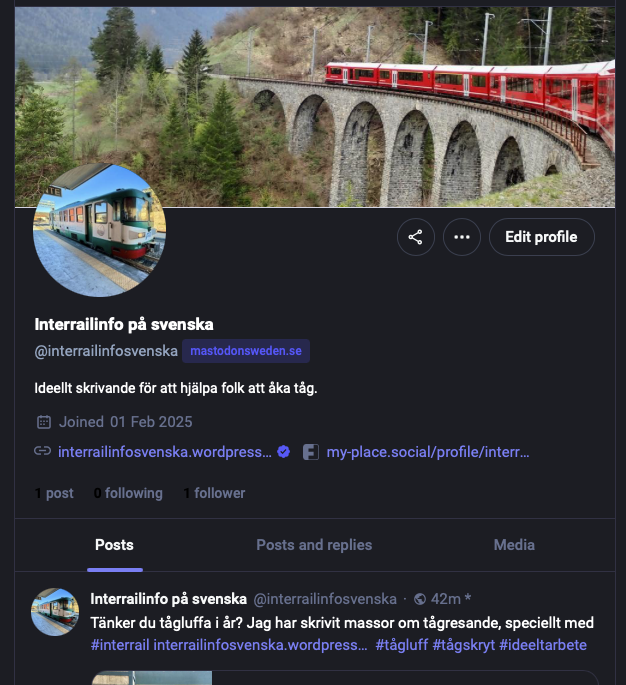 Edit profile
Interrailinfo på svenska
@interrailinfosvenska mastodonsweden.se
Ideellt skrivande för att hjälpa folk att åka tåg.
Joined 01 Feb 2025
interrailinfosvenska.wordpress... my-place.social/profile/interr...
1 post 0 following 1 follower
Posts Posts and replies Media
Interrailinfo på svenska @interrailinfosvenska · 42m *
Tänker du tågluffa i år? Jag har skrivit massor om tågresande, speciellt med
#interrail interrailinfosvenska.wordpress... #tågluff #tågskryt #ideeltarbete